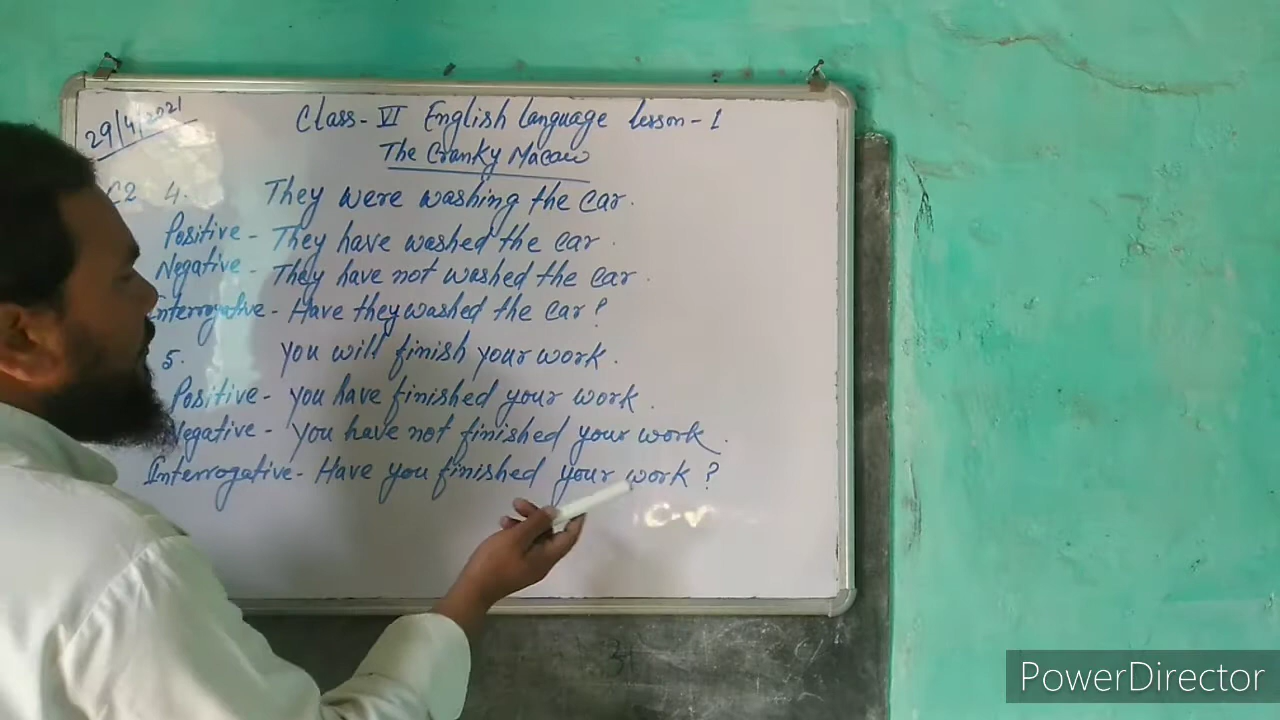 29/4/2021
Class-VI English language lesson-1
The Cranky Macaw
C2 4. They were washing the car.
Positive - They have washed the car.
Negative - They have not washed the car.
Interrogative - Have they washed the car?
5. You will finish your work.
Positive - You have finished your work.
Negative - You have not finished your work.
Interrogative - Have you finished your work?
PowerDirector